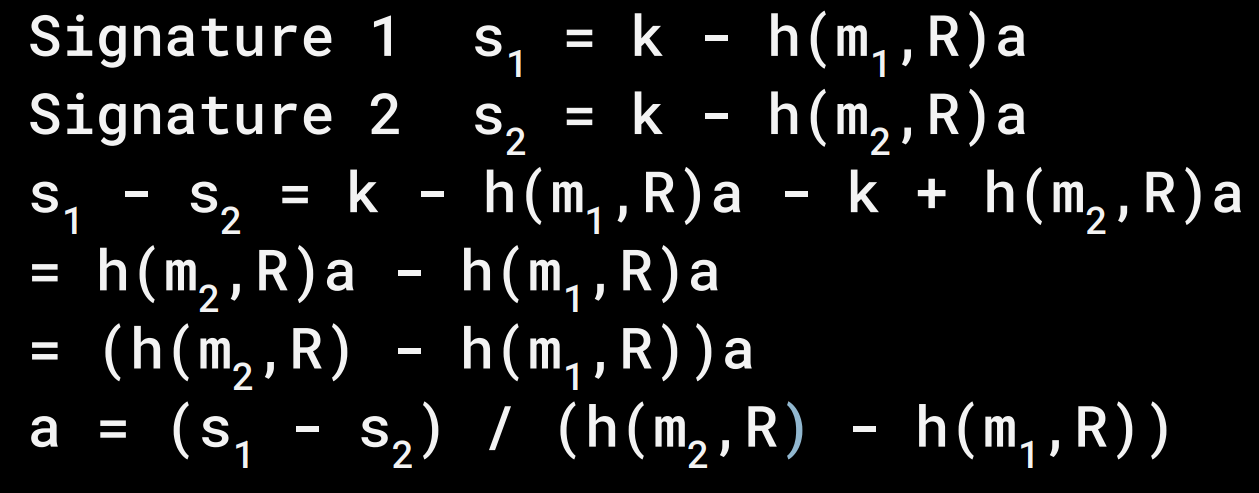 Signature 1  s₁ = k - h(m₁,R)a
Signature 2  s₂ = k - h(m₂,R)a
s₁ - s₂ = k - h(m₁,R)a - k + h(m₂,R)a
= h(m₂,R)a - h(m₁,R)a
= (h(m₂,R) - h(m₁,R))a
a = (s₁ - s₂) / (h(m₂,R) - h(m₁,R))